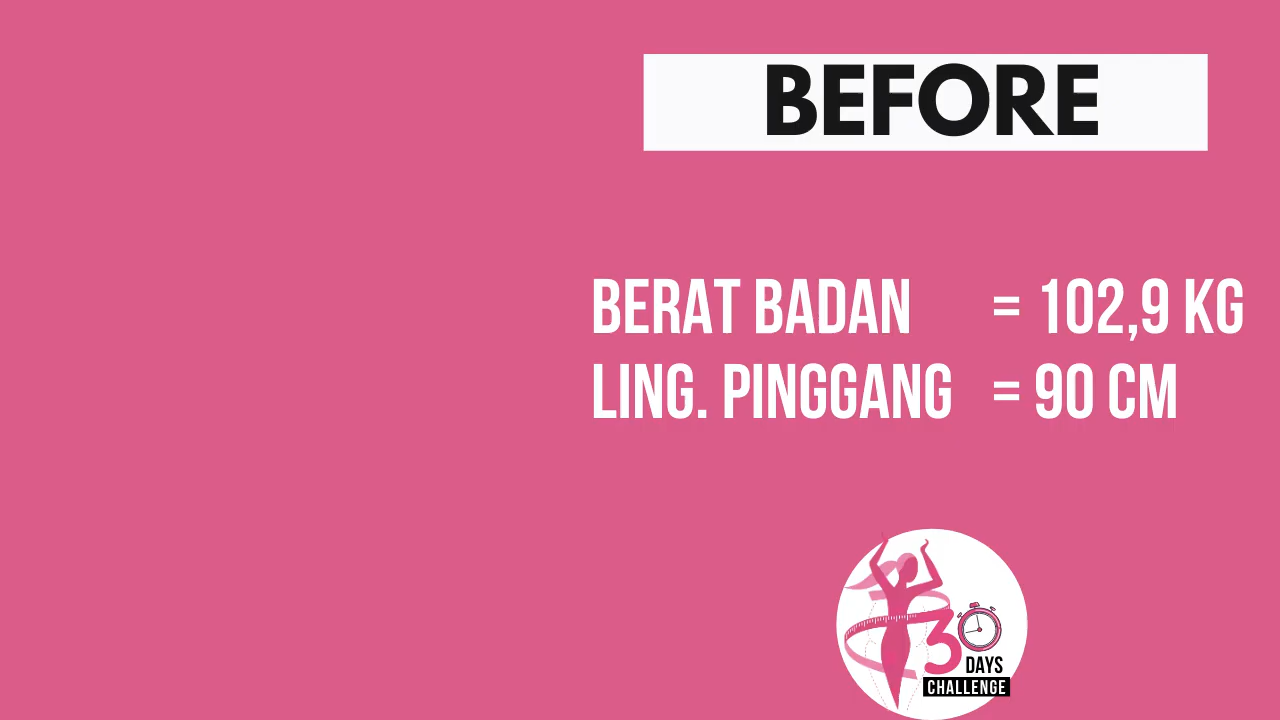 BEFORE
BERAT BADAN = 102,9 KG
LING. PINGGANG = 90 CM
30
DAYS
CHALLENGE